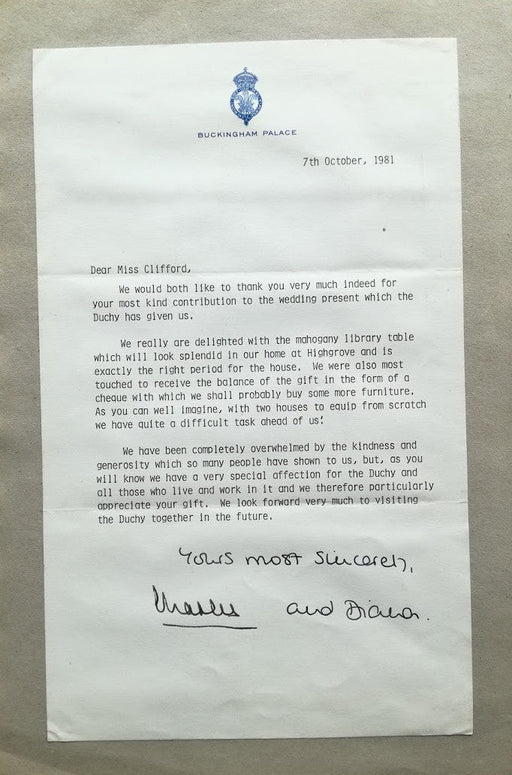 BUCKINGHAM PALACE
7th October, 1981
Dear Miss Clifford,
We would both like to thank you very much indeed for
your most kind contribution to the wedding present which the
Duchy has given us.
We really are delighted with the mahogany library table
which will look splendid in our home at Highgrove and is
exactly the right period for the house. We were also most
touched to receive the balance of the gift in the form of a
cheque with which we shall probably buy some more furniture.
As you can well imagine, with two houses to equip from scratch
we have quite a difficult task ahead of us!
We have been completely overwhelmed by the kindness and
generosity which so many people have shown to us, but, as you
will know we have a very special affection for the Duchy and
all those who live and work in it and we therefore particularly
appreciate your gift. We look forward very much to visiting
the Duchy together in the future.
Yours most sincerely,
Charles and Diana.